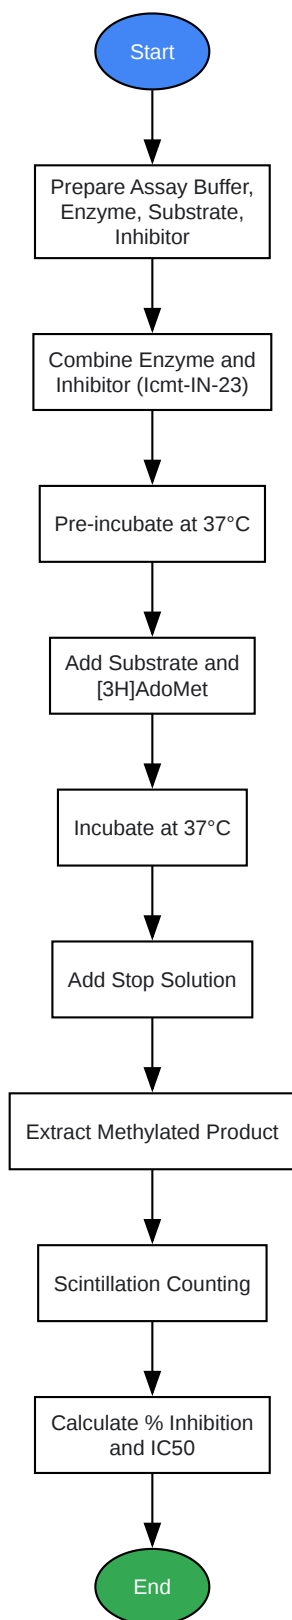 Start
Prepare Assay Buffer,
Enzyme, Substrate,
Inhibitor
Combine Enzyme and
Inhibitor (Icmt-IN-23)
Pre-incubate at 37°C
Add Substrate and
[3H]AdoMet
Incubate at 37°C
Add Stop Solution
Extract Methylated Product
Scintillation Counting
Calculate % Inhibition
and IC50
End